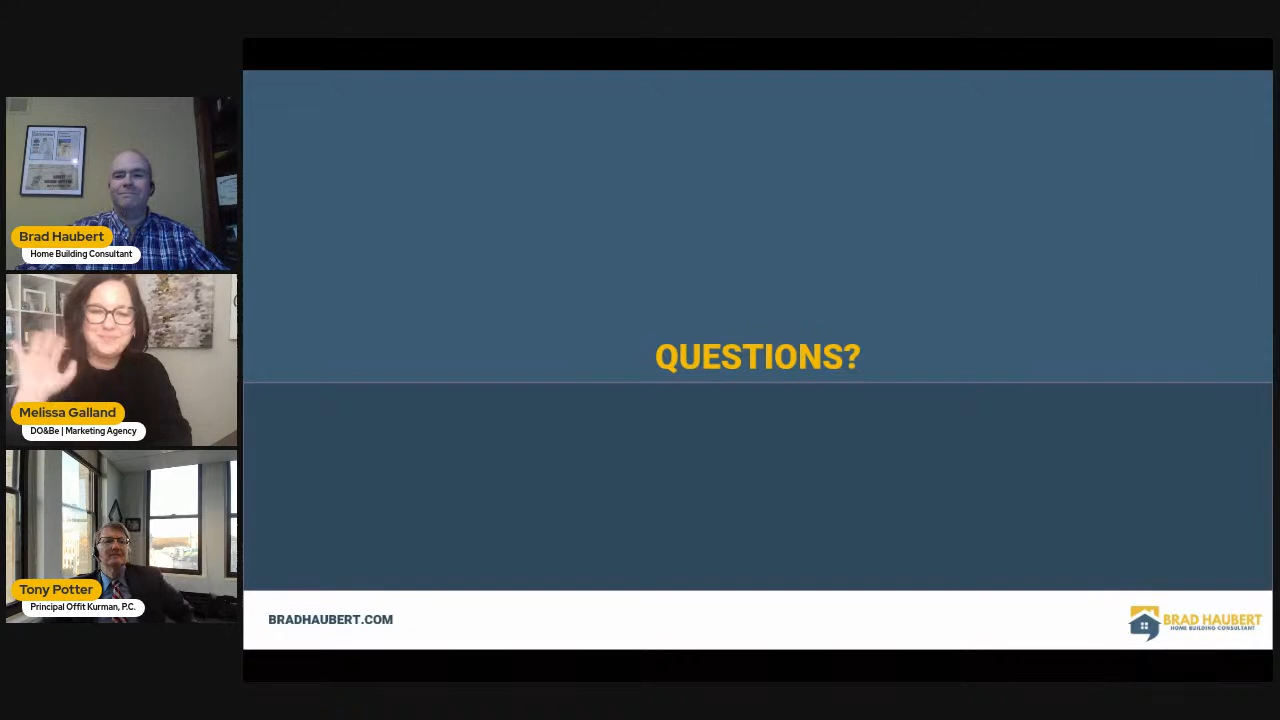 Brad Haubert
Home Building Consultant
Melissa Galland
DO&Be | Marketing Agency
Tony Potter
Principal Offit Kurman, P.C.
QUESTIONS?
BRADHAUBERT.COM
BRAD HAUBERT
HOME BUILDING CONSULTANT